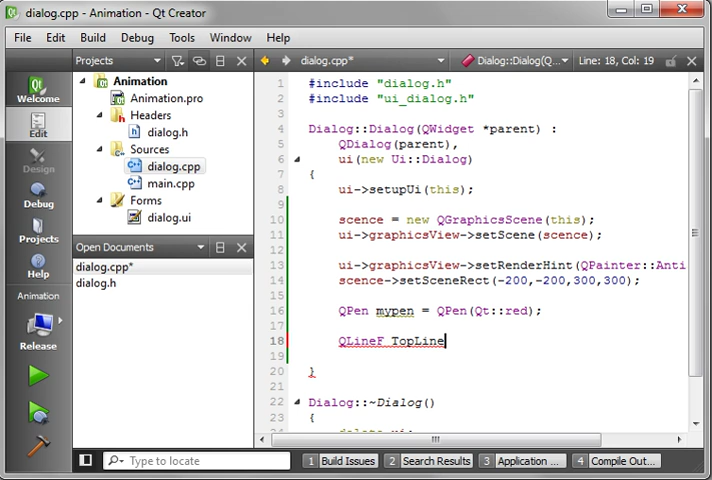 dialog.cpp - Animation - Qt Creator
File Edit Build Debug Tools Window Help
Projects
dialog.cpp*
Dialog::Dialog(Q...
Line: 18, Col: 19
Welcome
Edit
Design
Debug
Projects
Help
Animation
Release
Animation
Animation.pro
Headers
dialog.h
Sources
dialog.cpp
main.cpp
Forms
dialog.ui
Open Documents
dialog.cpp*
dialog.h
1 #include "dialog.h"
2 #include "ui_dialog.h"
3
4 Dialog::Dialog(QWidget *parent) :
5 QDialog(parent),
6 ui(new Ui::Dialog)
7 {
8 ui->setupUi(this);
9
10 scence = new QGraphicsScene(this);
11 ui->graphicsView->setScene(scence);
12
13 ui->graphicsView->setRenderHint(QPainter::Anti
14 scence->setSceneRect(-200,-200,300,300);
15
16 QPen mypen = QPen(Qt::red);
17
18 QLineF TopLine
19
20 }
21
22 Dialog::~Dialog()
23 {
24 delete ui;
Type to locate
1 Build Issues
2 Search Results
3 Application ...
4 Compile Out...